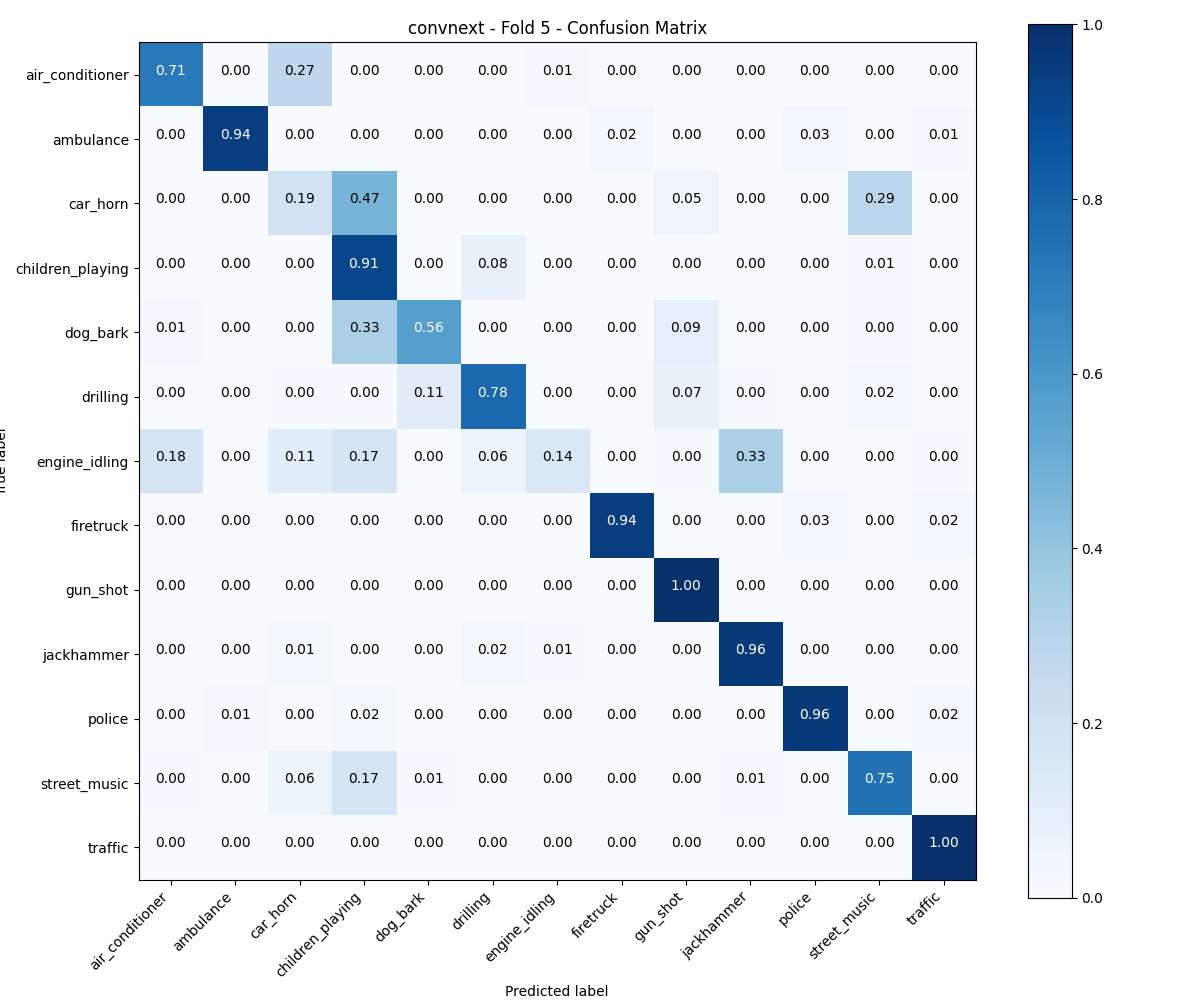 convnext - Fold 5 - Confusion Matrix
air_conditioner 0.71 0.00 0.27 0.00 0.00 0.00 0.01 0.00 0.00 0.00 0.00 0.00 0.00
ambulance 0.00 0.94 0.00 0.00 0.00 0.00 0.00 0.02 0.00 0.00 0.03 0.00 0.01
car_horn 0.00 0.00 0.19 0.47 0.00 0.00 0.00 0.00 0.05 0.00 0.00 0.29 0.00
children_playing 0.00 0.00 0.00 0.91 0.00 0.08 0.00 0.00 0.00 0.00 0.00 0.01 0.00
dog_bark 0.01 0.00 0.00 0.33 0.56 0.00 0.00 0.00 0.09 0.00 0.00 0.00 0.00
drilling 0.00 0.00 0.00 0.00 0.11 0.78 0.00 0.00 0.07 0.00 0.00 0.02 0.00
engine_idling 0.18 0.00 0.11 0.17 0.00 0.06 0.14 0.00 0.00 0.33 0.00 0.00 0.00
firetruck 0.00 0.00 0.00 0.00 0.00 0.00 0.00 0.94 0.00 0.00 0.03 0.00 0.02
gun_shot 0.00 0.00 0.00 0.00 0.00 0.00 0.00 0.00 1.00 0.00 0.00 0.00 0.00
jackhammer 0.00 0.00 0.01 0.00 0.00 0.02 0.01 0.00 0.00 0.96 0.00 0.00 0.00
police 0.00 0.01 0.00 0.02 0.00 0.00 0.00 0.00 0.00 0.00 0.96 0.00 0.02
street_music 0.00 0.00 0.06 0.17 0.01 0.00 0.00 0.00 0.00 0.01 0.00 0.75 0.00
traffic 0.00 0.00 0.00 0.00 0.00 0.00 0.00 0.00 0.00 0.00 0.00 0.00 1.00
air_conditioner ambulance car_horn children_playing dog_bark drilling engine_idling firetruck gun_shot jackhammer police street_music traffic
Predicted label
label
1.0
0.8
0.6
0.4
0.2
0.0